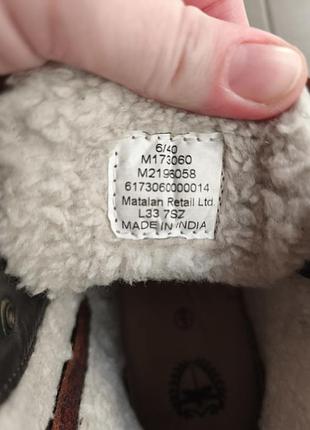 6/40
M173060
M2196058
6173060000014
Matalan Retail Ltd.
L33 7SZ
MADE IN INDIA